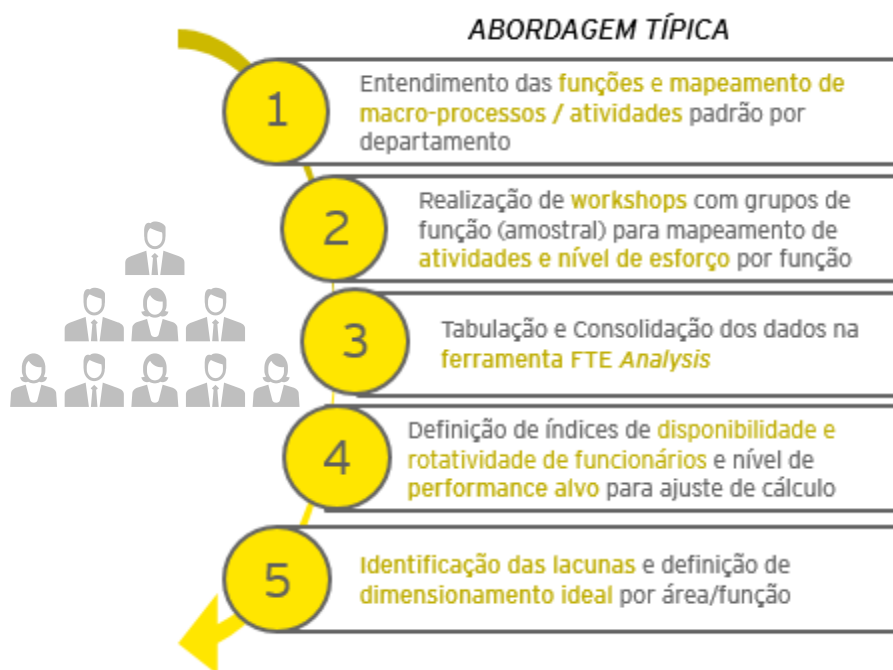 ABORDAGEM TÍPICA
1
Entendimento das funções e mapeamento de
macro-processos / atividades padrão por
departamento
2
Realização de workshops com grupos de
função (amostral) para mapeamento de
atividades e nível de esforço por função
3
Tabulação e Consolidação dos dados na
ferramenta FTE Analysis
4
Definição de índices de disponibilidade e
rotatividade de funcionários e nível de
performance alvo para ajuste de cálculo
5
Identificação das lacunas e definição de
dimensionamento ideal por área/função